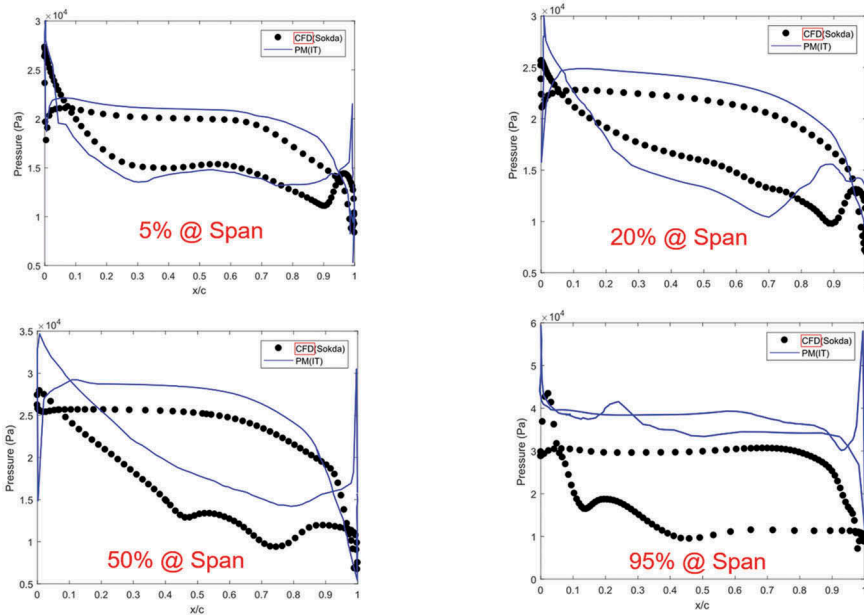 ×10⁴
CFD(Sokda)
PM(IT)
3
2.5
2
1.5
1
0.5
Pressure (Pa)
5% @ Span
0 0.1 0.2 0.3 0.4 0.5 0.6 0.7 0.8 0.9 1
x/c
×10⁴
CFD(Sokda)
PM(IT)
3
2.5
2
1.5
1
0.5
Pressure (Pa)
20% @ Span
0 0.1 0.2 0.3 0.4 0.5 0.6 0.7 0.8 0.9 1
x/c
×10⁴
CFD(Sokda)
PM(IT)
3.5
3
2.5
2
1.5
1
0.5
Pressure (Pa)
50% @ Span
0 0.1 0.2 0.3 0.4 0.5 0.6 0.7 0.8 0.9 1
x/c
×10⁴
CFD(Sokda)
PM(IT)
6
5
4
3
2
1
0
Pressure (Pa)
95% @ Span
0 0.1 0.2 0.3 0.4 0.5 0.6 0.7 0.8 0.9 1
x/c